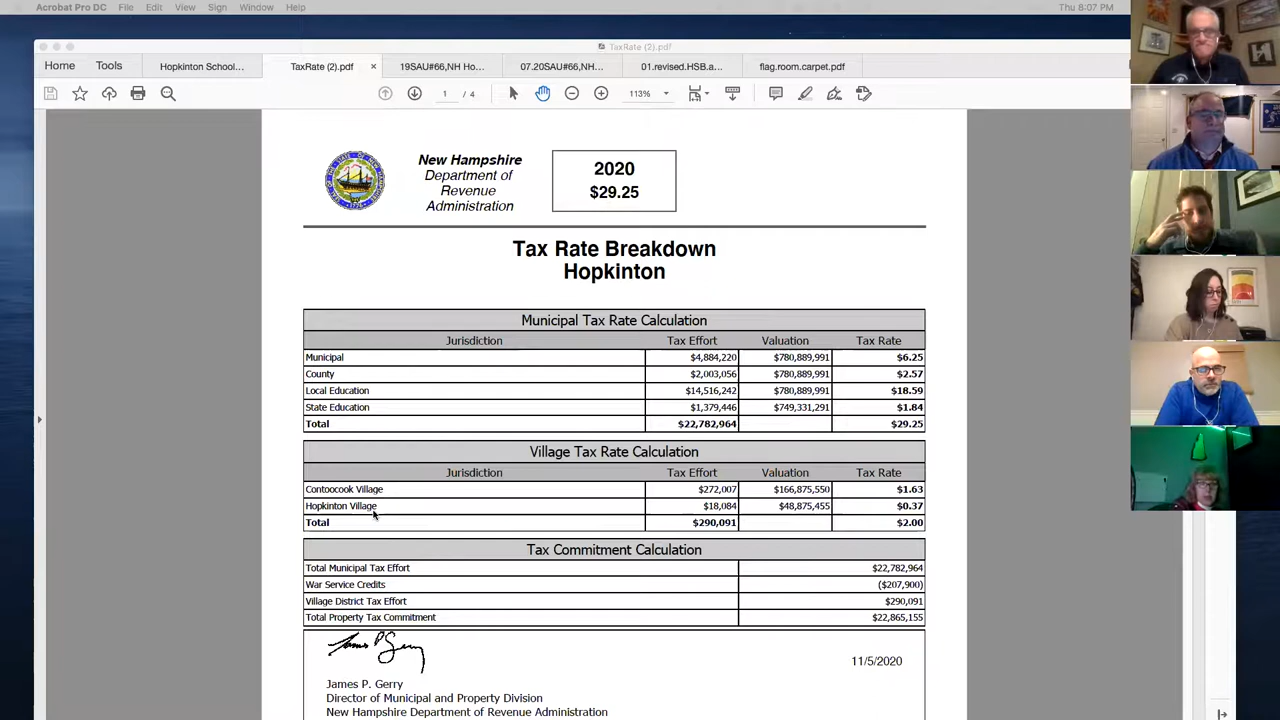 Acrobat Pro DC File Edit View Sign Window Help Thu 8:07 PM
TaxRate (2).pdf
Home Tools Hopkinton School... TaxRate (2).pdf × 19SAU#66,NH Ho... 07.20SAU#66,NH... 01.revised.HSB.a... flag.room.carpet.pdf
1 / 4 113%
New Hampshire
Department of
Revenue
Administration
2020
$29.25
Tax Rate Breakdown
Hopkinton
Municipal Tax Rate Calculation
Jurisdiction Tax Effort Valuation Tax Rate
Municipal $4,884,220 $780,889,991 $6.25
County $2,003,056 $780,889,991 $2.57
Local Education $14,516,242 $780,889,991 $18.59
State Education $1,379,446 $749,331,291 $1.84
Total $22,782,964 $29.25
Village Tax Rate Calculation
Jurisdiction Tax Effort Valuation Tax Rate
Contoocook Village $272,007 $166,875,550 $1.63
Hopkinton Village $18,084 $48,875,455 $0.37
Total $290,091 $2.00
Tax Commitment Calculation
Total Municipal Tax Effort $22,782,964
War Service Credits ($207,900)
Village District Tax Effort $290,091
Total Property Tax Commitment $22,865,155
James P. Gerry
11/5/2020
James P. Gerry
Director of Municipal and Property Division
New Hampshire Department of Revenue Administration